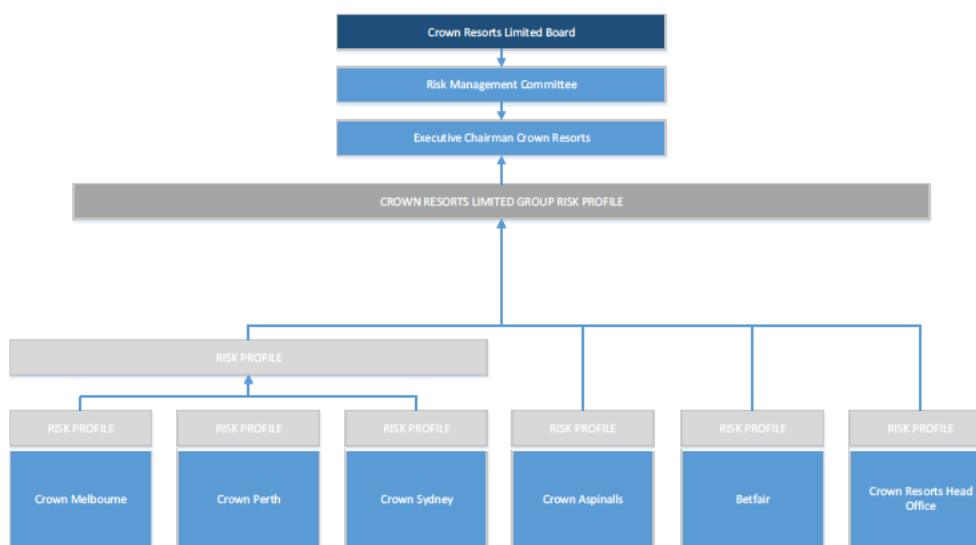 Crown Resorts Limited Board
Risk Management Committee
Executive Chairman Crown Resorts
CROWN RESORTS LIMITED GROUP RISK PROFILE
RISK PROFILE
RISK PROFILE
RISK PROFILE
RISK PROFILE
RISK PROFILE
RISK PROFILE
RISK PROFILE
Crown Melbourne
Crown Perth
Crown Sydney
Crown Aspinalls
Betfair
Crown Resorts Head
Office